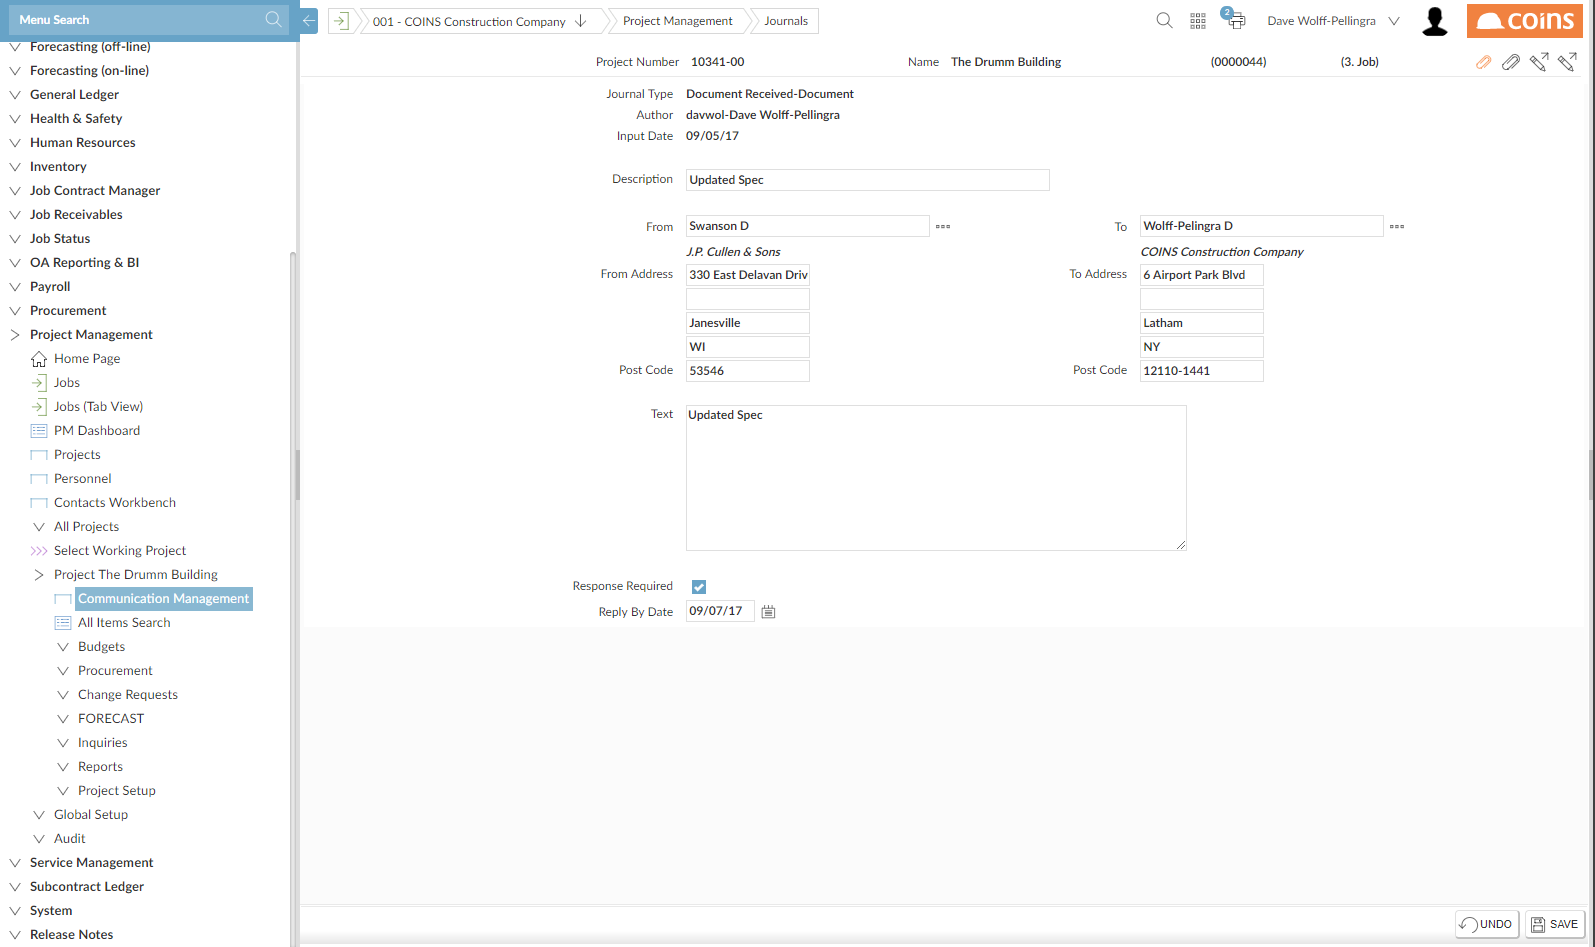 Menu Search
001 - COINS Construction Company
Project Management
Journals
2
Dave Wolff-Pellingra
coins
Forecasting (off-line)
Forecasting (on-line)
General Ledger
Health & Safety
Human Resources
Inventory
Job Contract Manager
Job Receivables
Job Status
OA Reporting & BI
Payroll
Procurement
Project Management
Home Page
Jobs
Jobs (Tab View)
PM Dashboard
Projects
Personnel
Contacts Workbench
All Projects
Select Working Project
Project The Drumm Building
Communication Management
All Items Search
Budgets
Procurement
Change Requests
FORECAST
Inquiries
Reports
Project Setup
Global Setup
Audit
Service Management
Subcontract Ledger
System
Release Notes
Project Number 10341-00 Name The Drumm Building (0000044) (3. Job)
Journal Type Document Received-Document
Author davwol-Dave Wolff-Pellingra
Input Date 09/05/17
Description Updated Spec
From Swanson D To Wolff-Pelingra D
J.P. Cullen & Sons COINS Construction Company
From Address 330 East Delavan Driv To Address 6 Airport Park Blvd
Janesville Latham
WI NY
Post Code 53546 Post Code 12110-1441
Text Updated Spec
Response Required
Reply By Date 09/07/17
UNDO SAVE